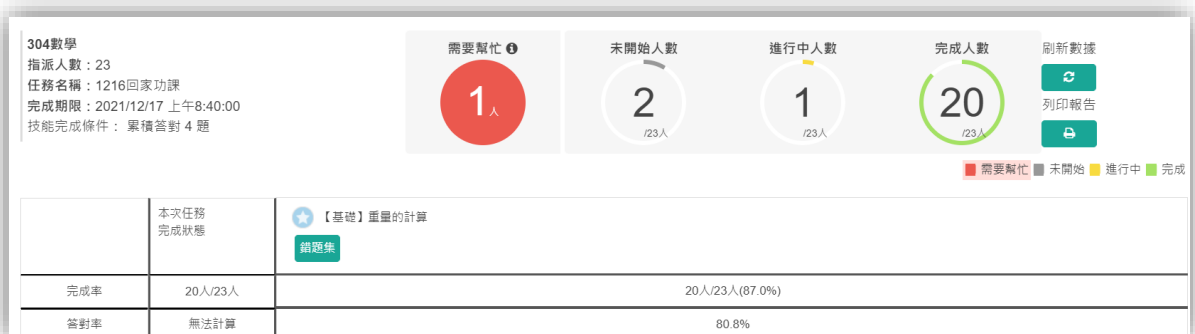 304數學
指派人數：23
任務名稱：1216回家功課
完成期限：2021/12/17 上午8:40:00
技能完成條件： 累積答對 4 題
需要幫忙
1人
未開始人數
2
/23人
進行中人數
1
/23人
完成人數
20
/23人
刷新數據
列印報告
需要幫忙 未開始 進行中 完成
本次任務
完成狀態
【基礎】重量的計算
錯題集
完成率 20人/23人 20人/23人(87.0%)
答對率 無法計算 80.8%